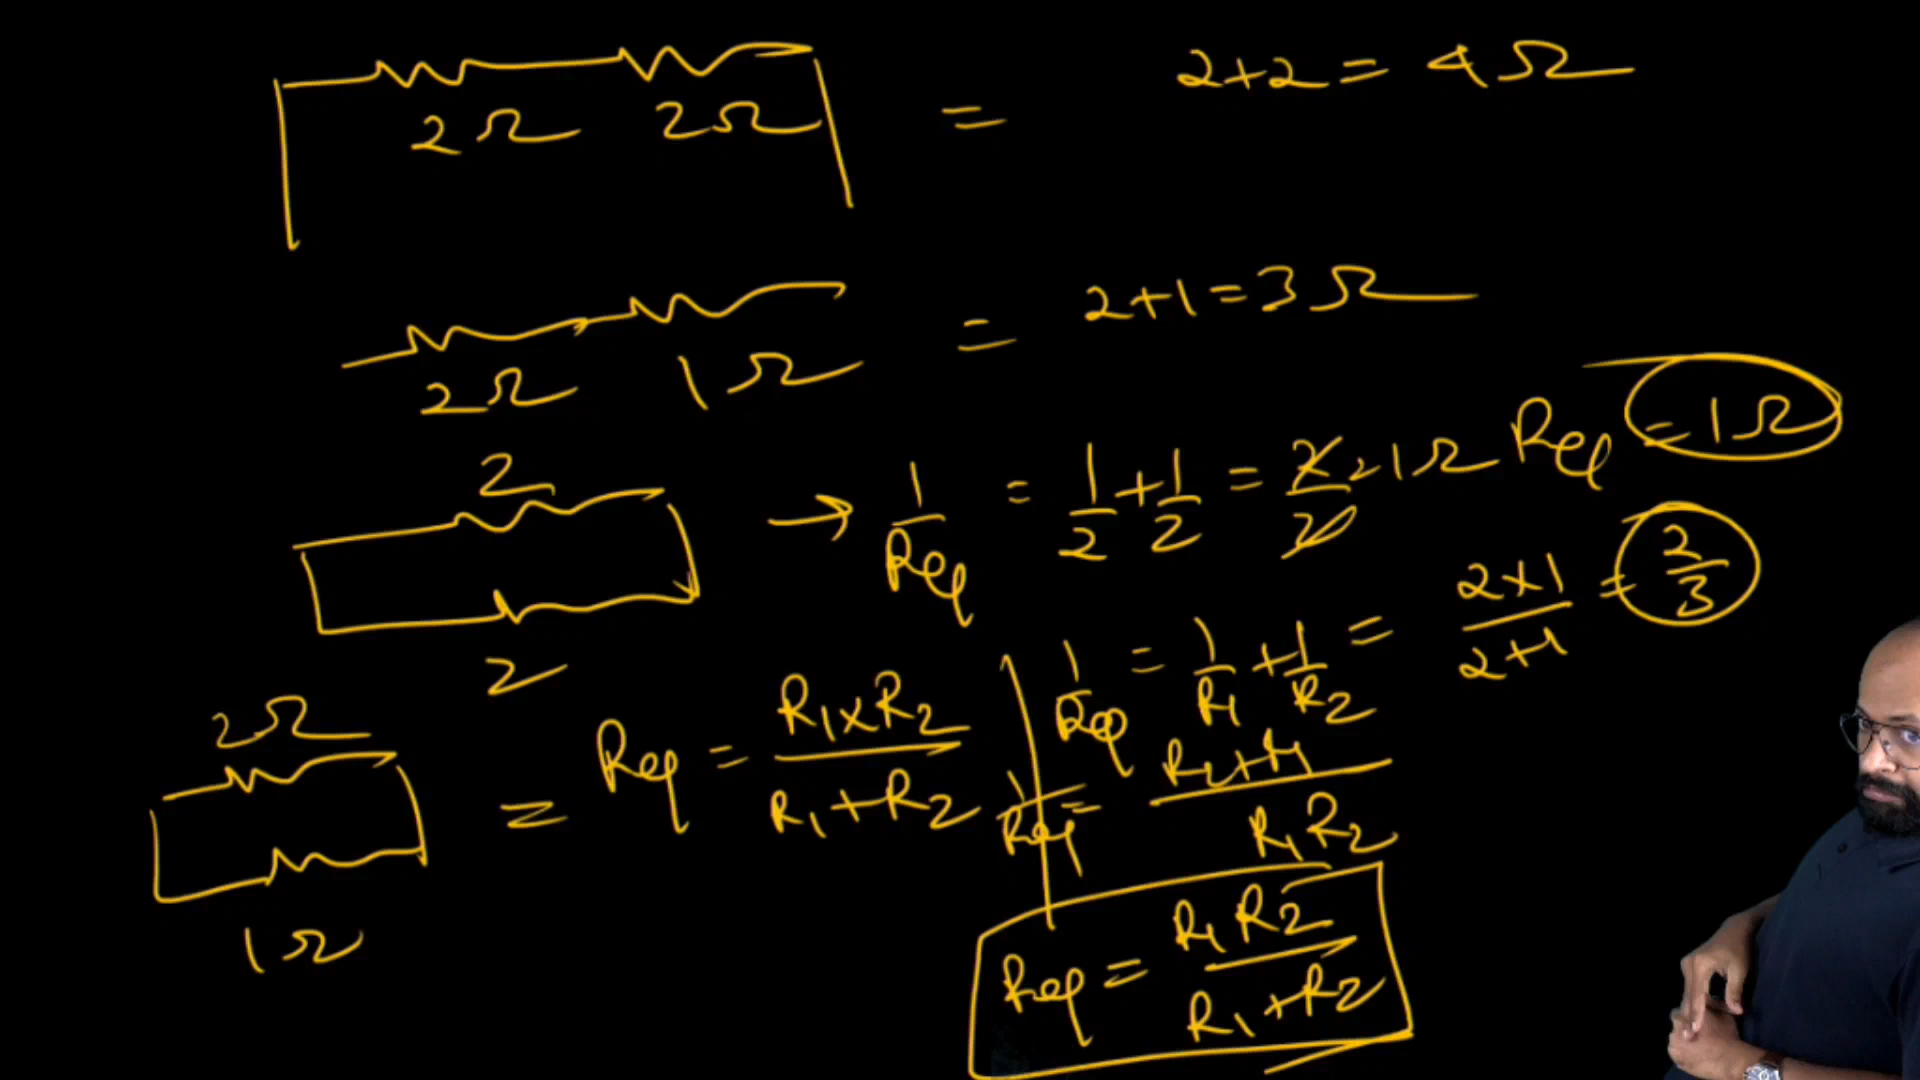 2Ω 2Ω = 2+2 = 4Ω
2Ω 1Ω = 2+1=3Ω
2
→ 1/Req = 1/2 + 1/2 = 2/2 = 1Ω Req = 1Ω
2
2Ω
1Ω
= Req = R1×R2 / R1+R2
1/Req = 1/R1 + 1/R2 = 2×1 / 2+1 = 2/3
1/Req = R2+R1 / R1R2
Req = R1R2 / R1+R2